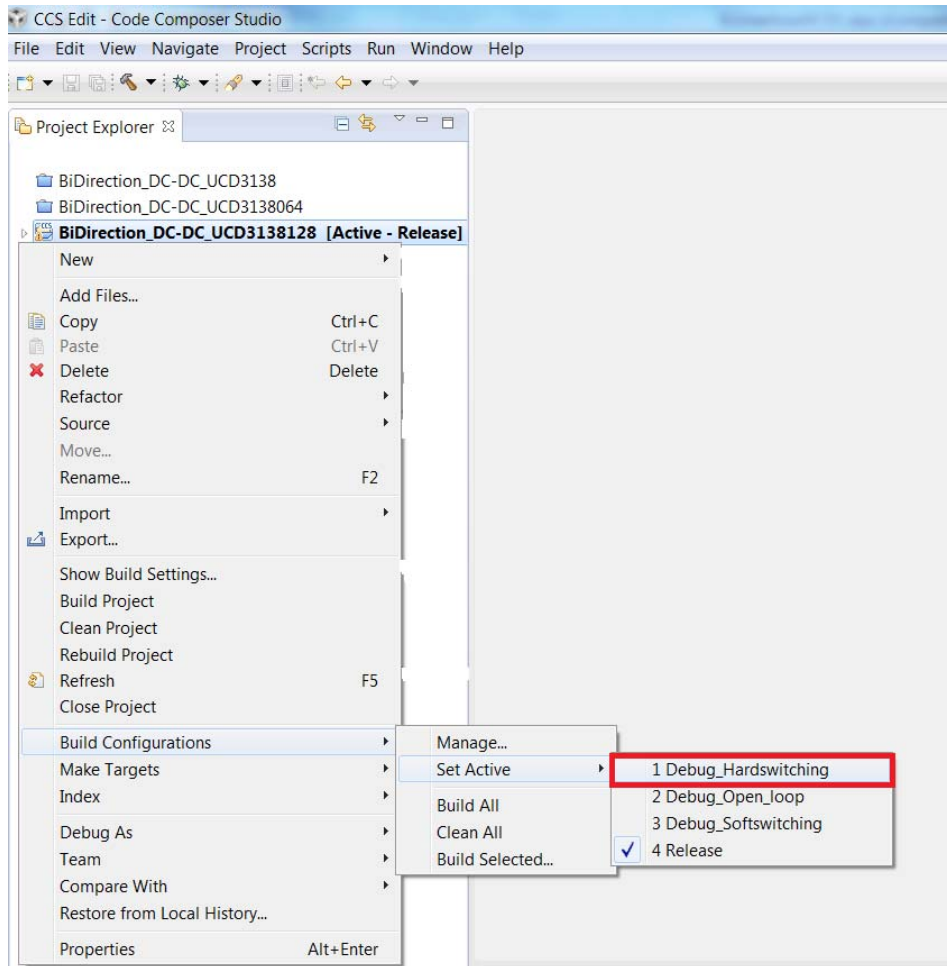 CCS Edit - Code Composer Studio
File Edit View Navigate Project Scripts Run Window Help
Project Explorer
BiDirection_DC-DC_UCD3138
BiDirection_DC-DC_UCD3138064
BiDirection_DC-DC_UCD3138128 [Active - Release]
New
Add Files...
Copy Ctrl+C
Paste Ctrl+V
Delete Delete
Refactor
Source
Move...
Rename... F2
Import
Export...
Show Build Settings...
Build Project
Clean Project
Rebuild Project
Refresh F5
Close Project
Build Configurations
Make Targets
Index
Debug As
Team
Compare With
Restore from Local History...
Properties Alt+Enter
Manage...
Set Active
Build All
Clean All
Build Selected...
1 Debug_Hardswitching
2 Debug_Open_loop
3 Debug_Softswitching
4 Release